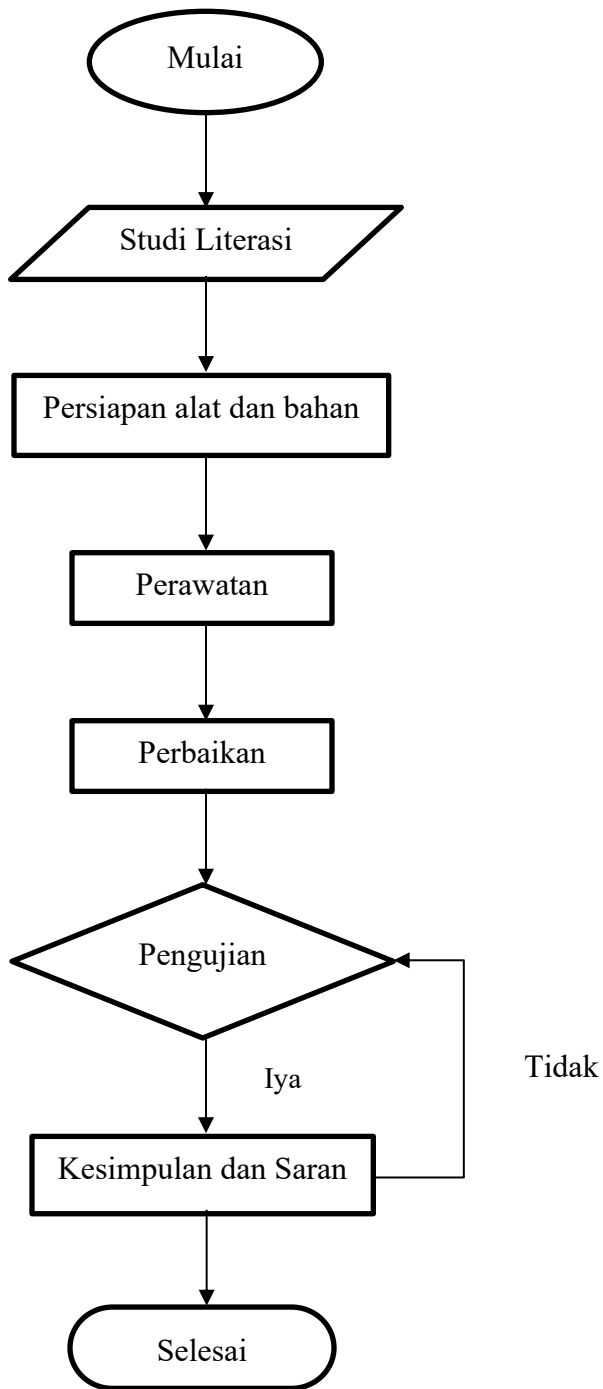 Mulai
Studi Literasi
Persiapan alat dan bahan
Perawatan
Perbaikan
Pengujian
Iya
Tidak
Kesimpulan dan Saran
Selesai